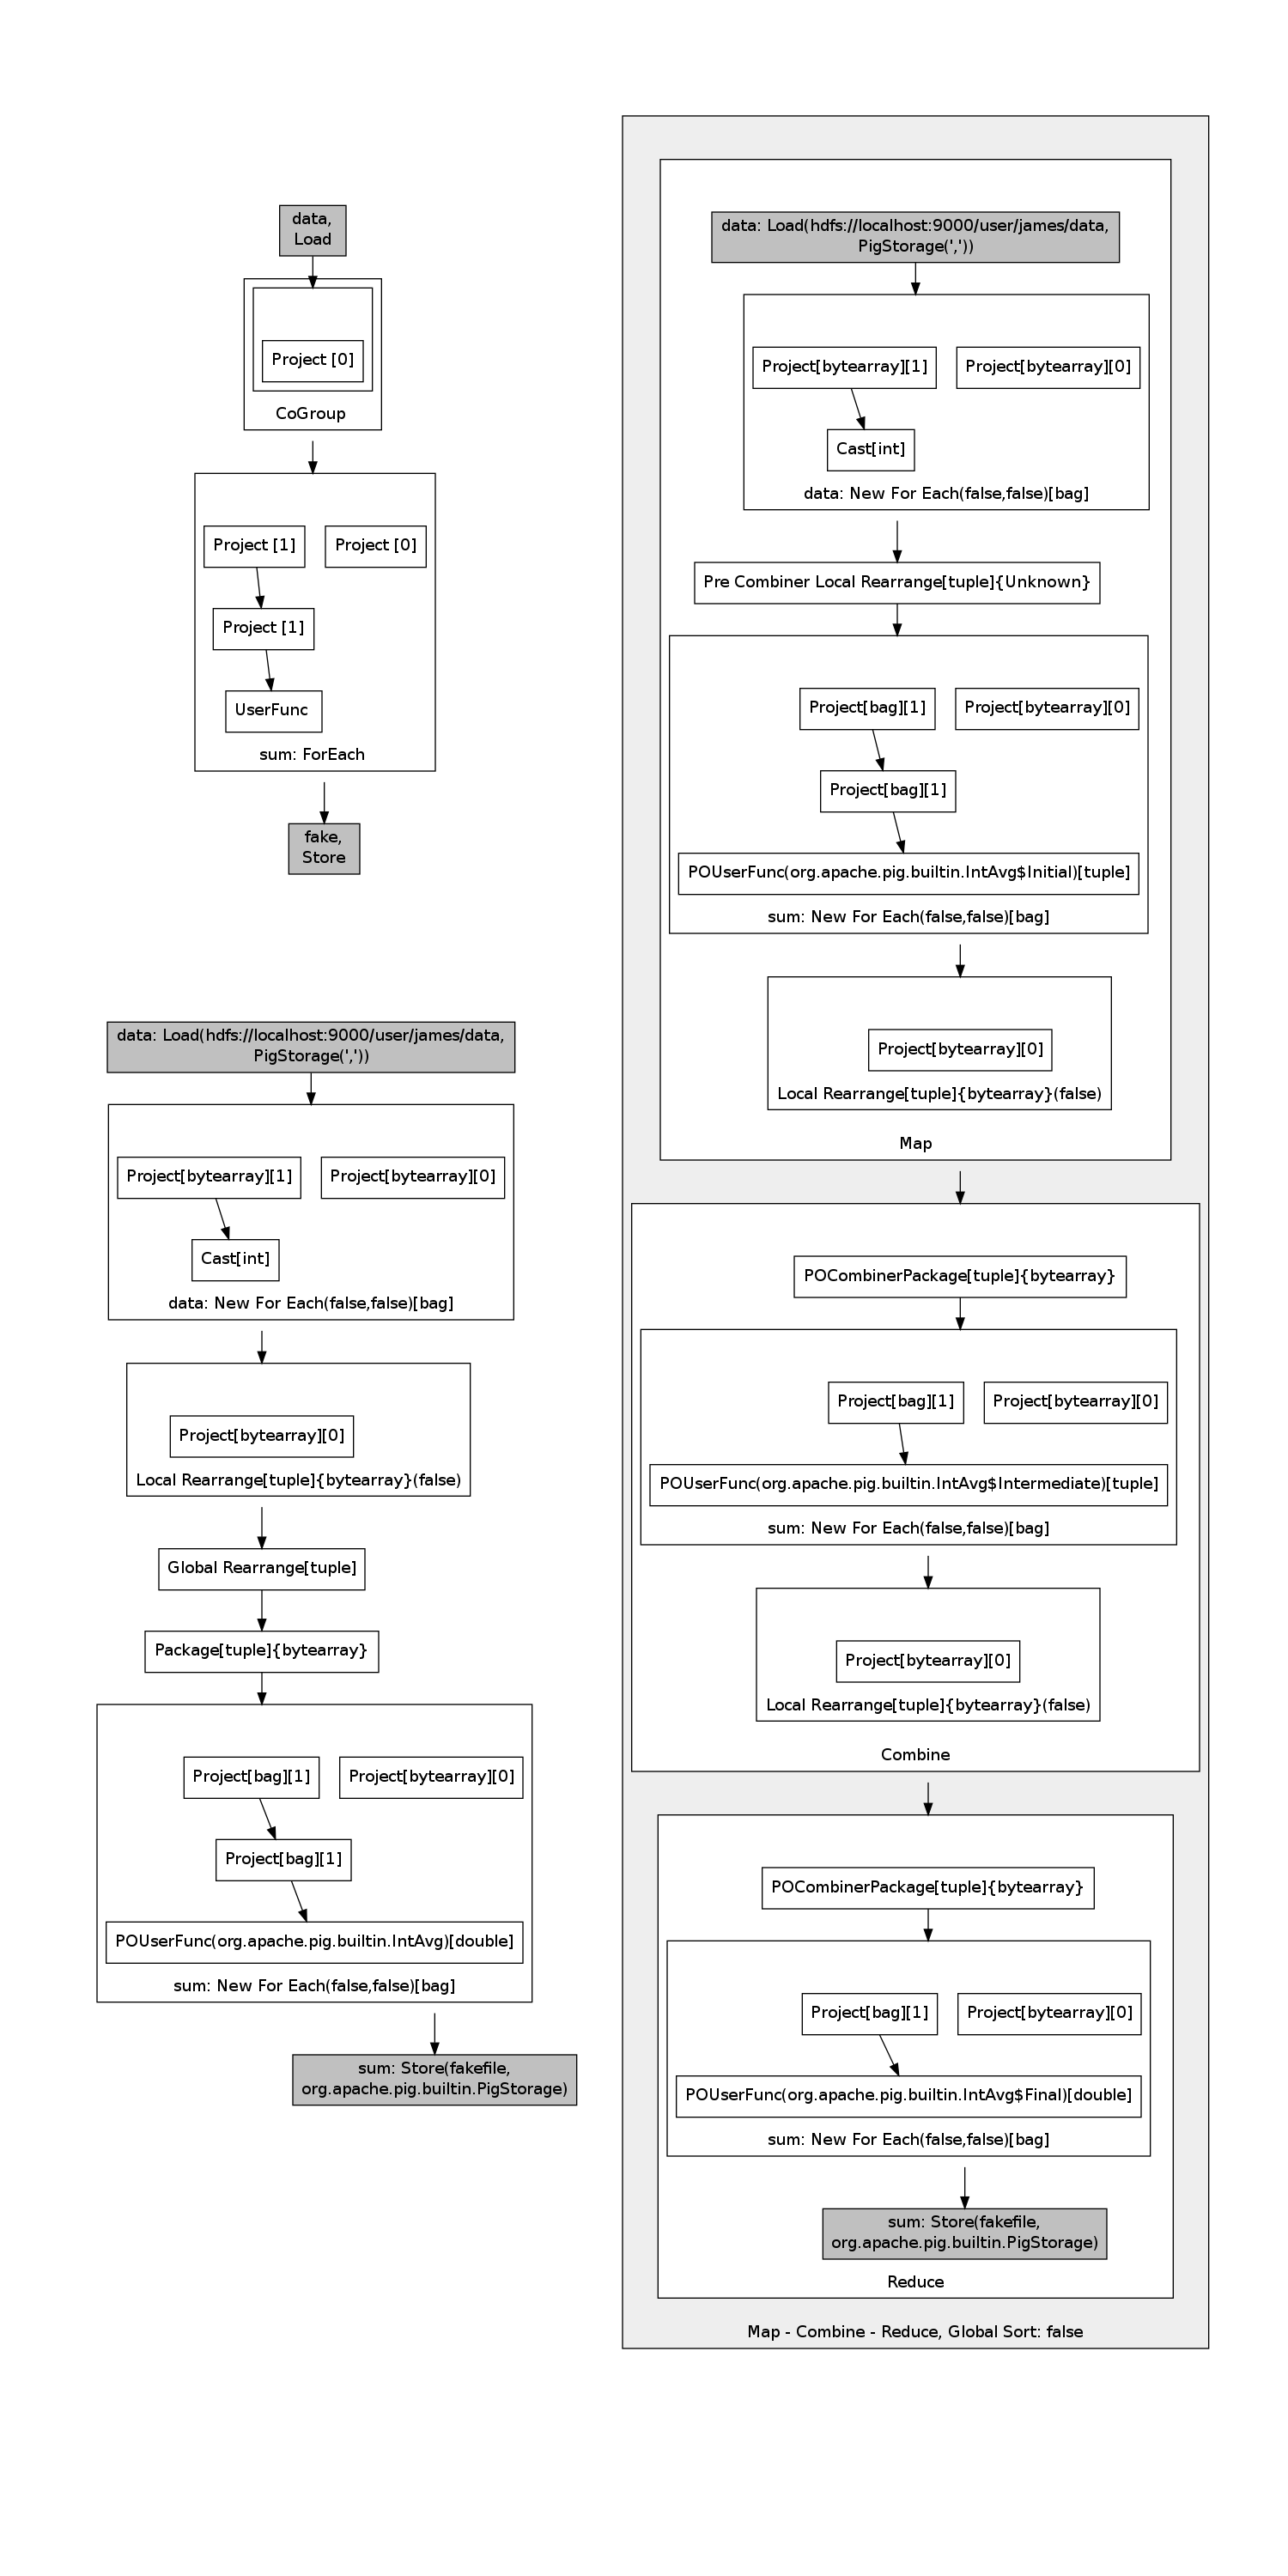 data,
Load
Project [0]
CoGroup
Project [1]
Project [0]
Project [1]
UserFunc
sum: ForEach
fake,
Store
data: Load(hdfs://localhost:9000/user/james/data,
PigStorage(','))
Project[bytearray][1]
Project[bytearray][0]
Cast[int]
data: New For Each(false,false)[bag]
Local Rearrange[tuple]{bytearray}(false)
Project[bytearray][0]
Global Rearrange[tuple]
Package[tuple]{bytearray}
Project[bag][1]
Project[bytearray][0]
Project[bag][1]
POUserFunc(org.apache.pig.builtin.IntAvg)[double]
sum: New For Each(false,false)[bag]
sum: Store(fakefile,
org.apache.pig.builtin.PigStorage)
data: Load(hdfs://localhost:9000/user/james/data,
PigStorage(','))
Project[bytearray][1]
Project[bytearray][0]
Cast[int]
data: New For Each(false,false)[bag]
Pre Combiner Local Rearrange[tuple]{Unknown}
Project[bag][1]
Project[bytearray][0]
Project[bag][1]
POUserFunc(org.apache.pig.builtin.IntAvg$Initial)[tuple]
sum: New For Each(false,false)[bag]
Project[bytearray][0]
Local Rearrange[tuple]{bytearray}(false)
Map
POCombinerPackage[tuple]{bytearray}
Project[bag][1]
Project[bytearray][0]
POUserFunc(org.apache.pig.builtin.IntAvg$Intermediate)[tuple]
sum: New For Each(false,false)[bag]
Project[bytearray][0]
Local Rearrange[tuple]{bytearray}(false)
Combine
POCombinerPackage[tuple]{bytearray}
Project[bag][1]
Project[bytearray][0]
POUserFunc(org.apache.pig.builtin.IntAvg$Final)[double]
sum: New For Each(false,false)[bag]
sum: Store(fakefile,
org.apache.pig.builtin.PigStorage)
Reduce
Map - Combine - Reduce, Global Sort: false